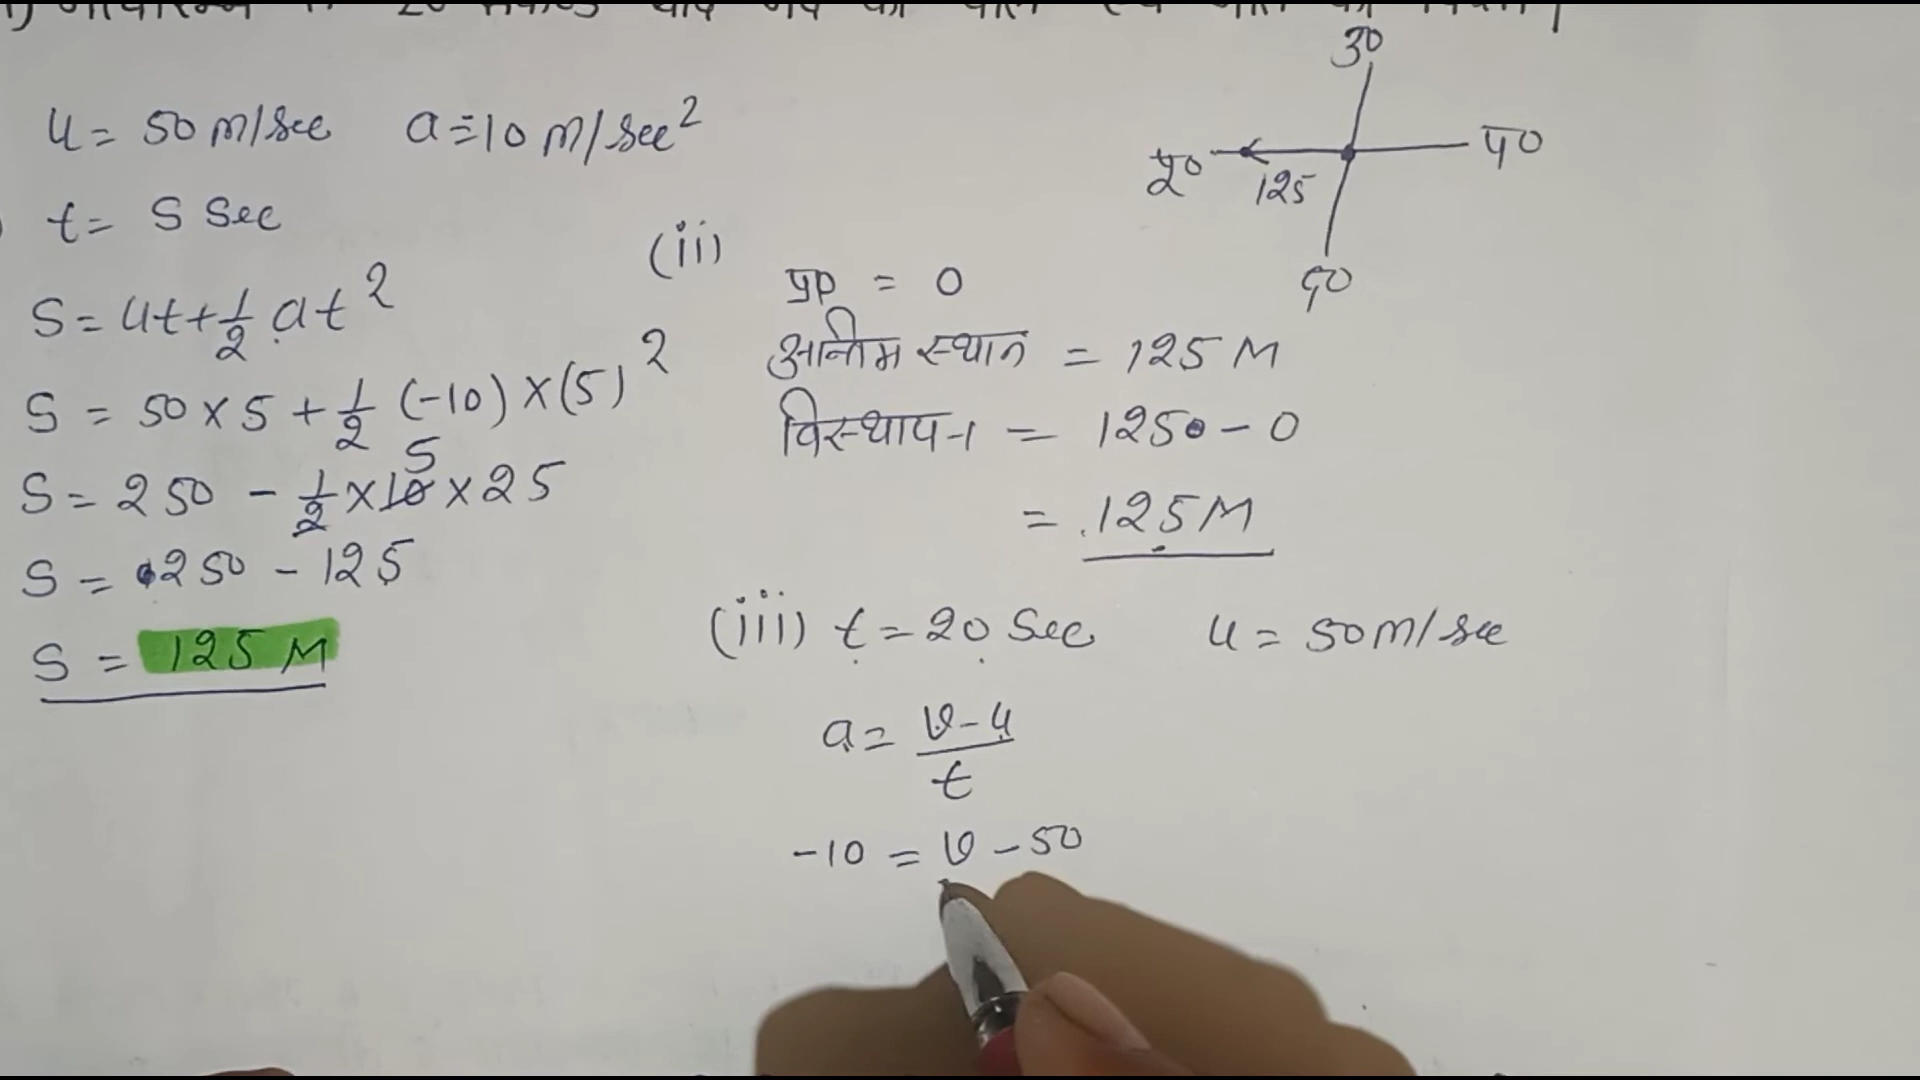 20
u = 50 m/sec a = -10 m/sec²
t = 5 Sec
S = ut + 1/2 at²
S = 50 × 5 + 1/2 (-10) × (5)²
S = 250 - 1/2 × 10 × 25
5
S = 250 - 125
S = 125 M
30
पू0
प0
125
द0
(ii)
प्रा = 0
अन्तिम स्थान = 125 M
विस्थापन = 125 - 0
= 125 M
(iii) t = 20 Sec u = 50 m/sec
a = v - u / t
-10 = v - 50